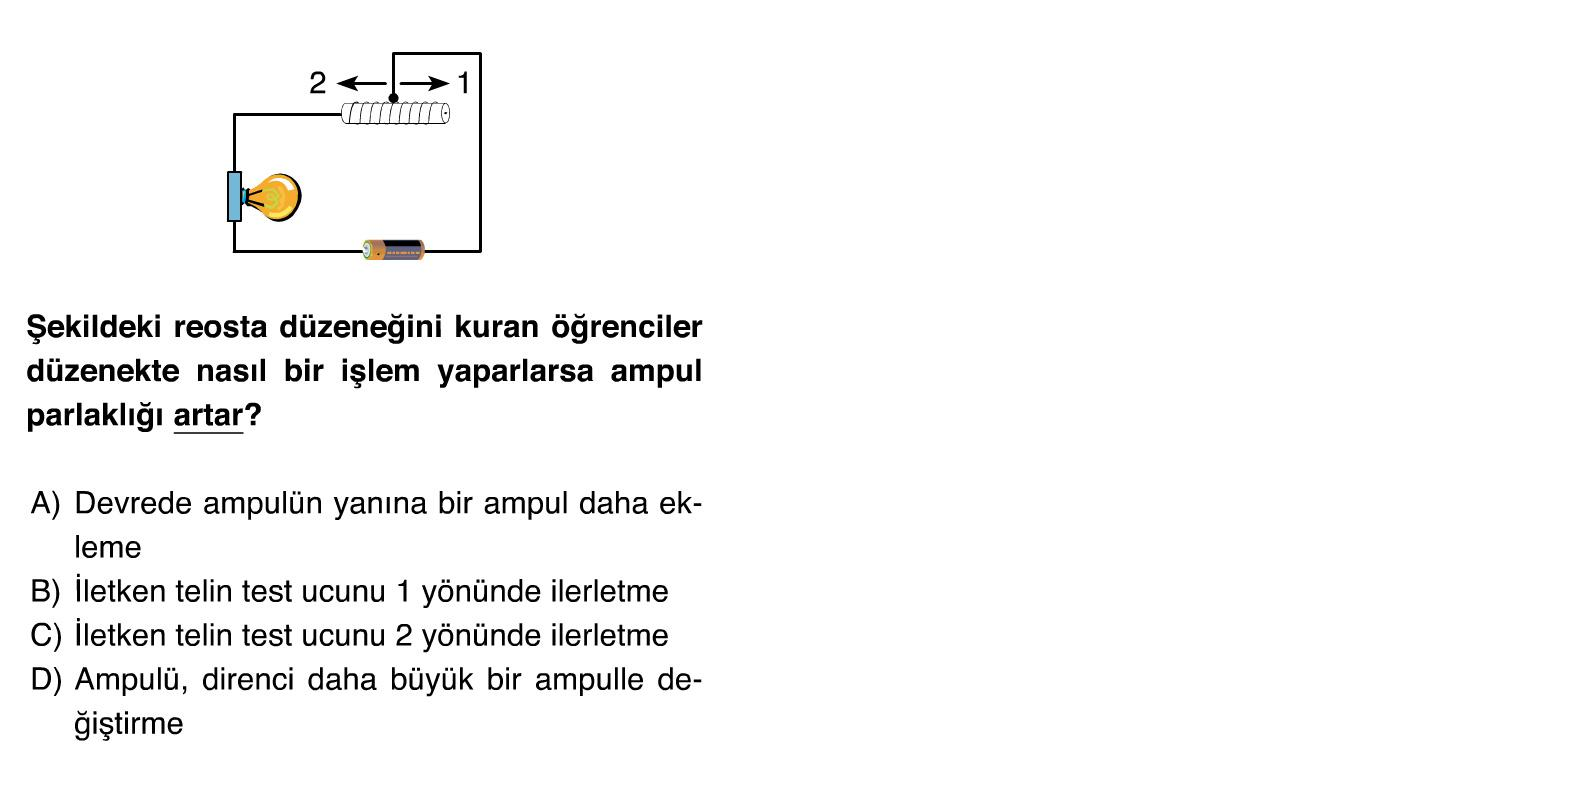 2 1
Şekildeki reosta düzeneğini kuran öğrenciler
düzenekte nasıl bir işlem yaparlarsa ampul
parlaklığı artar?
A) Devrede ampulün yanına bir ampul daha ek-
leme
B) İletken telin test ucunu 1 yönünde ilerletme
C) İletken telin test ucunu 2 yönünde ilerletme
D) Ampulü, direnci daha büyük bir ampulle de-
ğiştirme